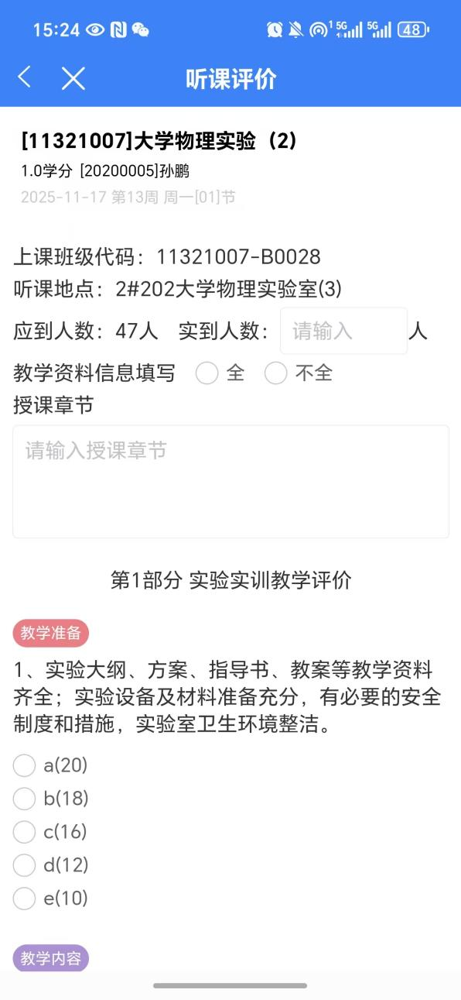 15:24
1 5G 5G 48
听课评价
[11321007]大学物理实验（2）
1.0学分 [20200005]孙鹏
2025-11-17 第13周 周一[01]节
上课班级代码：11321007-B0028
听课地点：2#202大学物理实验室(3)
应到人数：47人 实到人数：请输入 人
教学资料信息填写 全 不全
授课章节
请输入授课章节
第1部分 实验实训教学评价
教学准备
1、实验大纲、方案、指导书、教案等教学资料
齐全；实验设备及材料准备充分，有必要的安全
制度和措施，实验室卫生环境整洁。
a(20)
b(18)
c(16)
d(12)
e(10)
教学内容